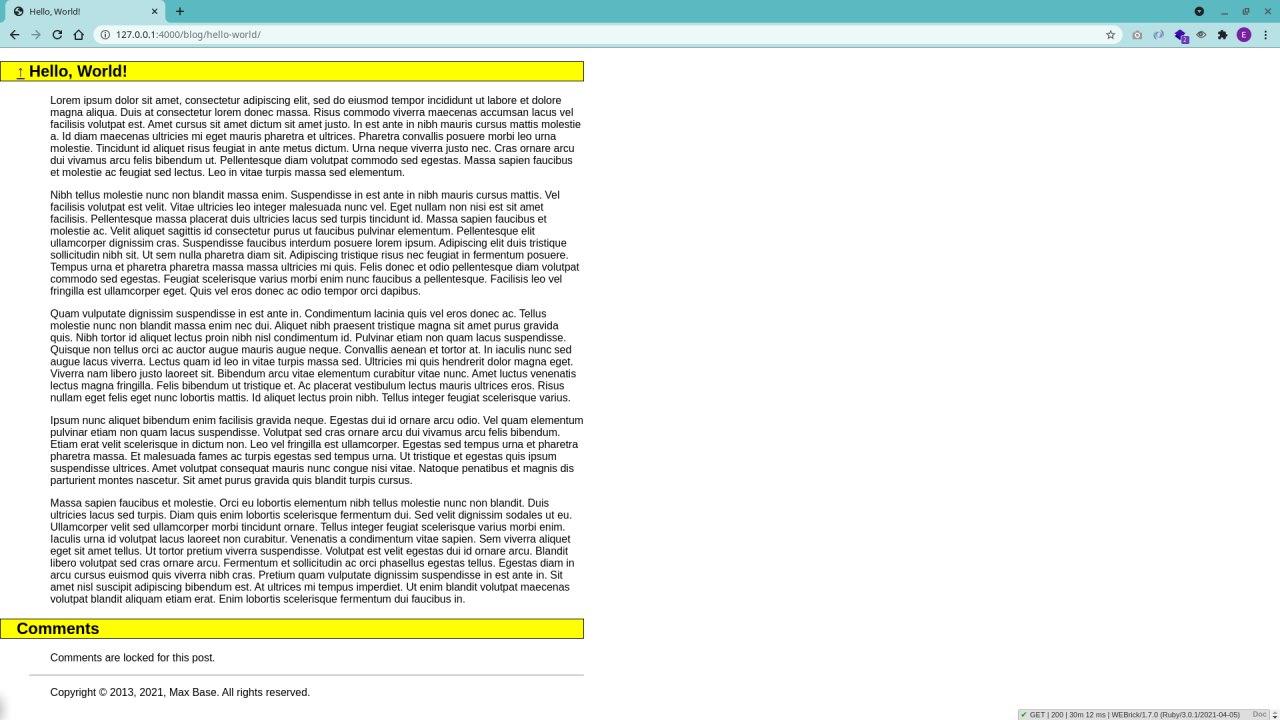 Hello, World!
127.0.0.1:4000/blog/hello-world/
2
E
↑ Hello, World!
Lorem ipsum dolor sit amet, consectetur adipiscing elit, sed do eiusmod tempor incididunt ut labore et dolore
magna aliqua. Duis at consectetur lorem donec massa. Risus commodo viverra maecenas accumsan lacus vel
facilisis volutpat est. Amet cursus sit amet dictum sit amet justo. In est ante in nibh mauris cursus mattis molestie
a. Id diam maecenas ultricies mi eget mauris pharetra et ultrices. Pharetra convallis posuere morbi leo urna
molestie. Tincidunt id aliquet risus feugiat in ante metus dictum. Urna neque viverra justo nec. Cras ornare arcu
dui vivamus arcu felis bibendum ut. Pellentesque diam volutpat commodo sed egestas. Massa sapien faucibus
et molestie ac feugiat sed lectus. Leo in vitae turpis massa sed elementum.
Nibh tellus molestie nunc non blandit massa enim. Suspendisse in est ante in nibh mauris cursus mattis. Vel
facilisis volutpat est velit. Vitae ultricies leo integer malesuada nunc vel. Eget nullam non nisi est sit amet
facilisis. Pellentesque massa placerat duis ultricies lacus sed turpis tincidunt id. Massa sapien faucibus et
molestie ac. Velit aliquet sagittis id consectetur purus ut faucibus pulvinar elementum. Pellentesque elit
ullamcorper dignissim cras. Suspendisse faucibus interdum posuere lorem ipsum. Adipiscing elit duis tristique
sollicitudin nibh sit. Ut sem nulla pharetra diam sit. Adipiscing tristique risus nec feugiat in fermentum posuere.
Tempus urna et pharetra pharetra massa massa ultricies mi quis. Felis donec et odio pellentesque diam volutpat
commodo sed egestas. Feugiat scelerisque varius morbi enim nunc faucibus a pellentesque. Facilisis leo vel
fringilla est ullamcorper eget. Quis vel eros donec ac odio tempor orci dapibus.
Quam vulputate dignissim suspendisse in est ante in. Condimentum lacinia quis vel eros donec ac. Tellus
molestie nunc non blandit massa enim nec dui. Aliquet nibh praesent tristique magna sit amet purus gravida
quis. Nibh tortor id aliquet lectus proin nibh nisl condimentum id. Pulvinar etiam non quam lacus suspendisse.
Quisque non tellus orci ac auctor augue mauris augue neque. Convallis aenean et tortor at. In iaculis nunc sed
augue lacus viverra. Lectus quam id leo in vitae turpis massa sed. Ultricies mi quis hendrerit dolor magna eget.
Viverra nam libero justo laoreet sit. Bibendum arcu vitae elementum curabitur vitae nunc. Amet luctus venenatis
lectus magna fringilla. Felis bibendum ut tristique et. Ac placerat vestibulum lectus mauris ultrices eros. Risus
nullam eget felis eget nunc lobortis mattis. Id aliquet lectus proin nibh. Tellus integer feugiat scelerisque varius.
Ipsum nunc aliquet bibendum enim facilisis gravida neque. Egestas dui id ornare arcu odio. Vel quam elementum
pulvinar etiam non quam lacus suspendisse. Volutpat sed cras ornare arcu dui vivamus arcu felis bibendum.
Etiam erat velit scelerisque in dictum non. Leo vel fringilla est ullamcorper. Egestas sed tempus urna et pharetra
pharetra massa. Et malesuada fames ac turpis egestas sed tempus urna. Ut tristique et egestas quis ipsum
suspendisse ultrices. Amet volutpat consequat mauris nunc congue nisi vitae. Natoque penatibus et magnis dis
parturient montes nascetur. Sit amet purus gravida quis blandit turpis cursus.
Massa sapien faucibus et molestie. Orci eu lobortis elementum nibh tellus molestie nunc non blandit. Duis
ultricies lacus sed turpis. Diam quis enim lobortis scelerisque fermentum dui. Sed velit dignissim sodales ut eu.
Ullamcorper velit sed ullamcorper morbi tincidunt ornare. Tellus integer feugiat scelerisque varius morbi enim.
Iaculis urna id volutpat lacus laoreet non curabitur. Venenatis a condimentum vitae sapien. Sem viverra aliquet
eget sit amet tellus. Ut tortor pretium viverra suspendisse. Volutpat est velit egestas dui id ornare arcu. Blandit
libero volutpat sed cras ornare arcu. Fermentum et sollicitudin ac orci phasellus egestas tellus. Egestas diam in
arcu cursus euismod quis viverra nibh cras. Pretium quam vulputate dignissim suspendisse in est ante in. Sit
amet nisl suscipit adipiscing bibendum est. At ultrices mi tempus imperdiet. Ut enim blandit volutpat maecenas
volutpat blandit aliquam etiam erat. Enim lobortis scelerisque fermentum dui faucibus in.
Comments
Comments are locked for this post.
Copyright © 2013, 2021, Max Base. All rights reserved.
✔ GET | 200 | 30m 12 ms | WEBrick/1.7.0 (Ruby/3.0.1/2021-04-05) Doc